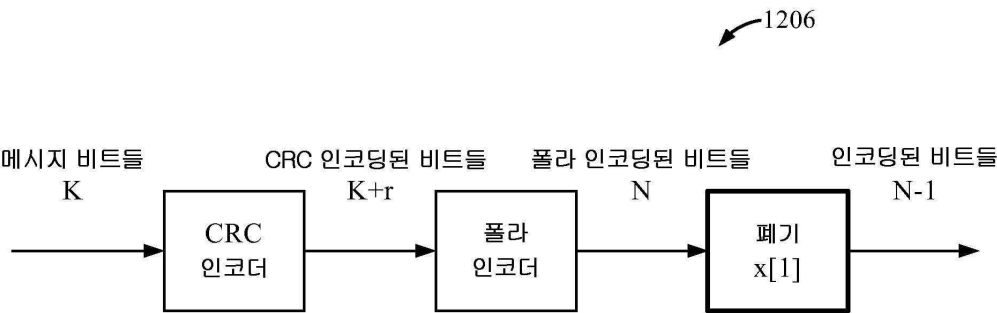 1206
메시지 비트들
K
CRC 인코딩된 비트들
K+r
폴라 인코딩된 비트들
N
인코딩된 비트들
N-1
CRC
인코더
폴라
인코더
폐기
x[1]